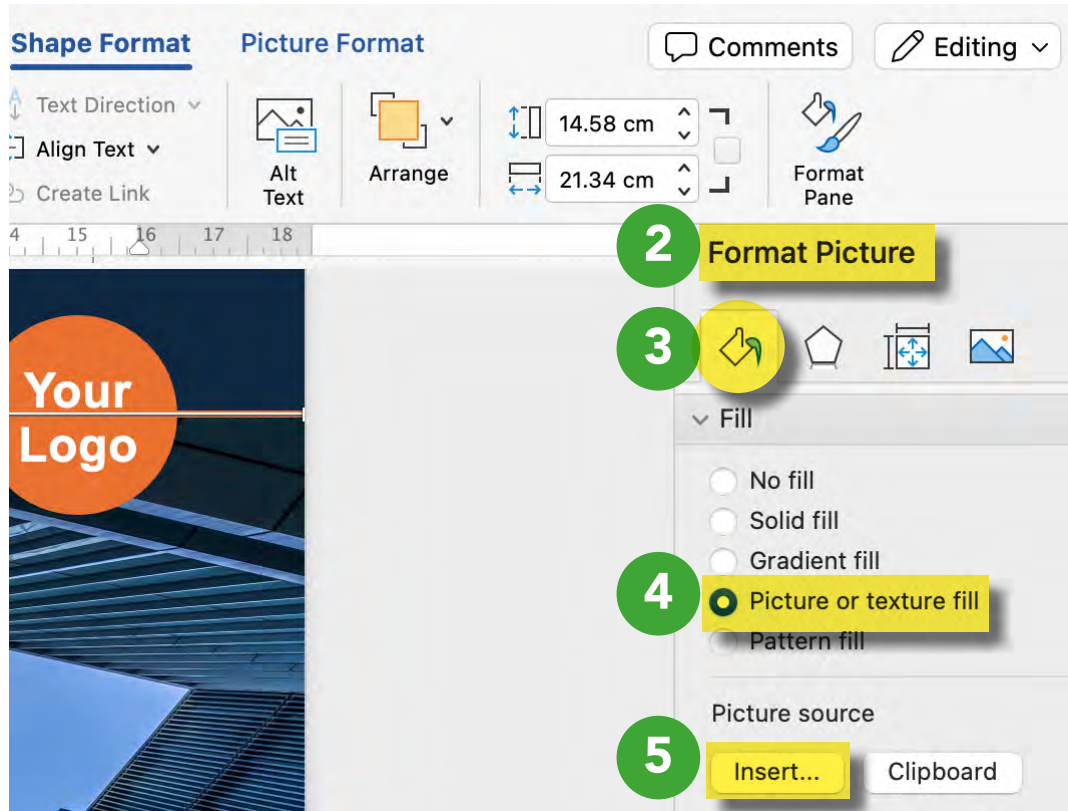 Shape Format Picture Format Comments Editing
Text Direction
Align Text
Create Link
Alt
Text
Arrange
14.58 cm
21.34 cm
Format
Pane
4 15 16 17 18
2 Format Picture
3
Your
Logo
Fill
No fill
Solid fill
Gradient fill
4 Picture or texture fill
Pattern fill
Picture source
5 Insert... Clipboard